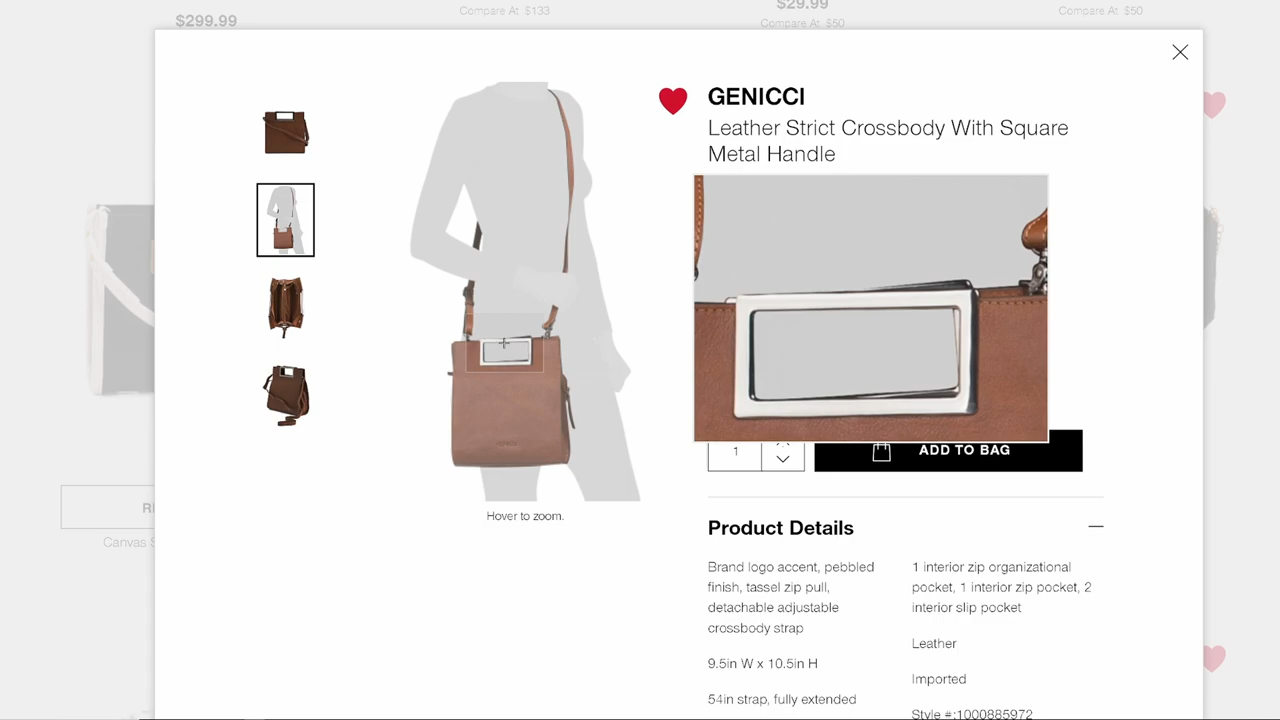 $299.99
Compare At $133
$29.99
Compare At $50
Compare At $50
GENICCI
Leather Strict Crossbody With Square
Metal Handle
1
ADD TO BAG
Hover to zoom.
Product Details
Brand logo accent, pebbled
finish, tassel zip pull,
detachable adjustable
crossbody strap
9.5in W x 10.5in H
54in strap, fully extended
1 interior zip organizational
pocket, 1 interior zip pocket, 2
interior slip pocket
Leather
Imported
Style #:1000885972
Canvas